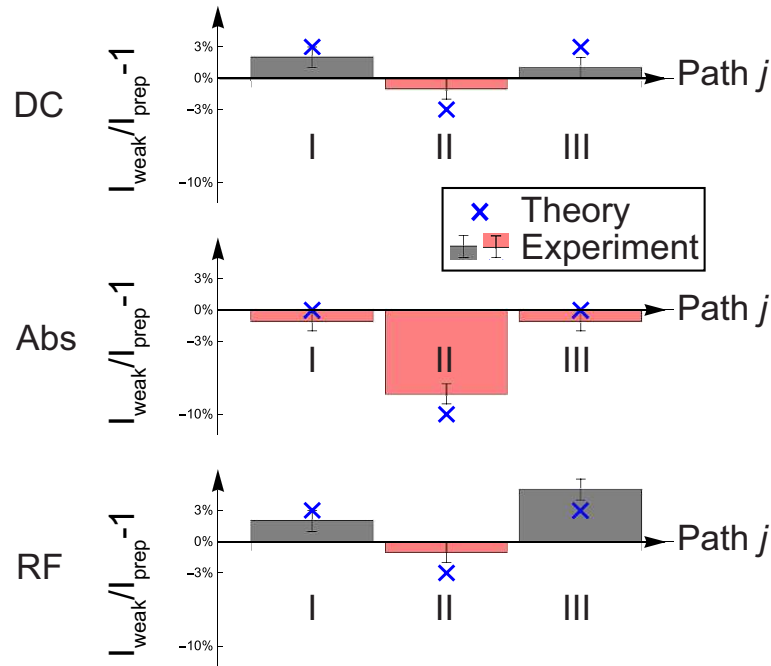 DC
I_weak/I_prep-1
3%
0%
−3%
−10%
Path j
I II III
Theory
Experiment
Abs
I_weak/I_prep-1
3%
0%
−3%
−10%
Path j
I II III
RF
I_weak/I_prep-1
3%
0%
−3%
−10%
Path j
I II III